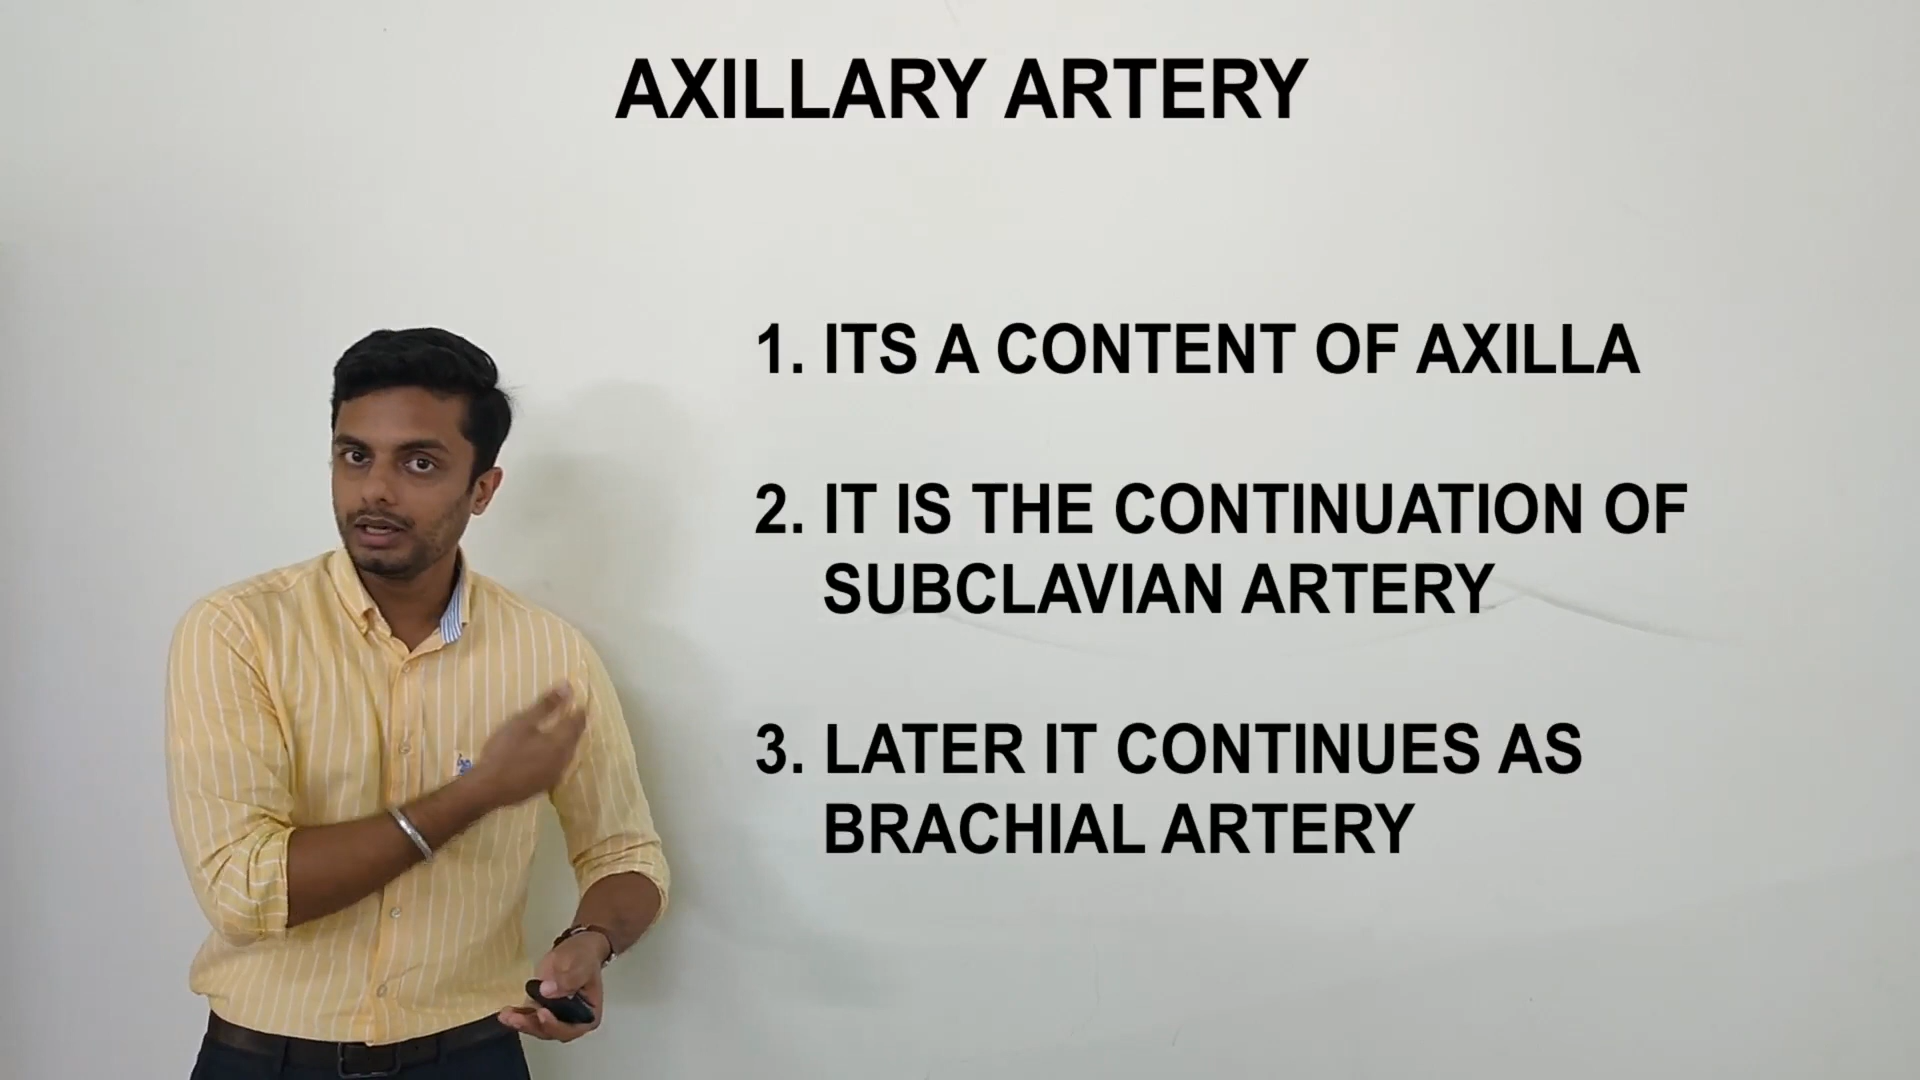 AXILLARY ARTERY
1. ITS A CONTENT OF AXILLA
2. IT IS THE CONTINUATION OF
SUBCLAVIAN ARTERY
3. LATER IT CONTINUES AS
BRACHIAL ARTERY